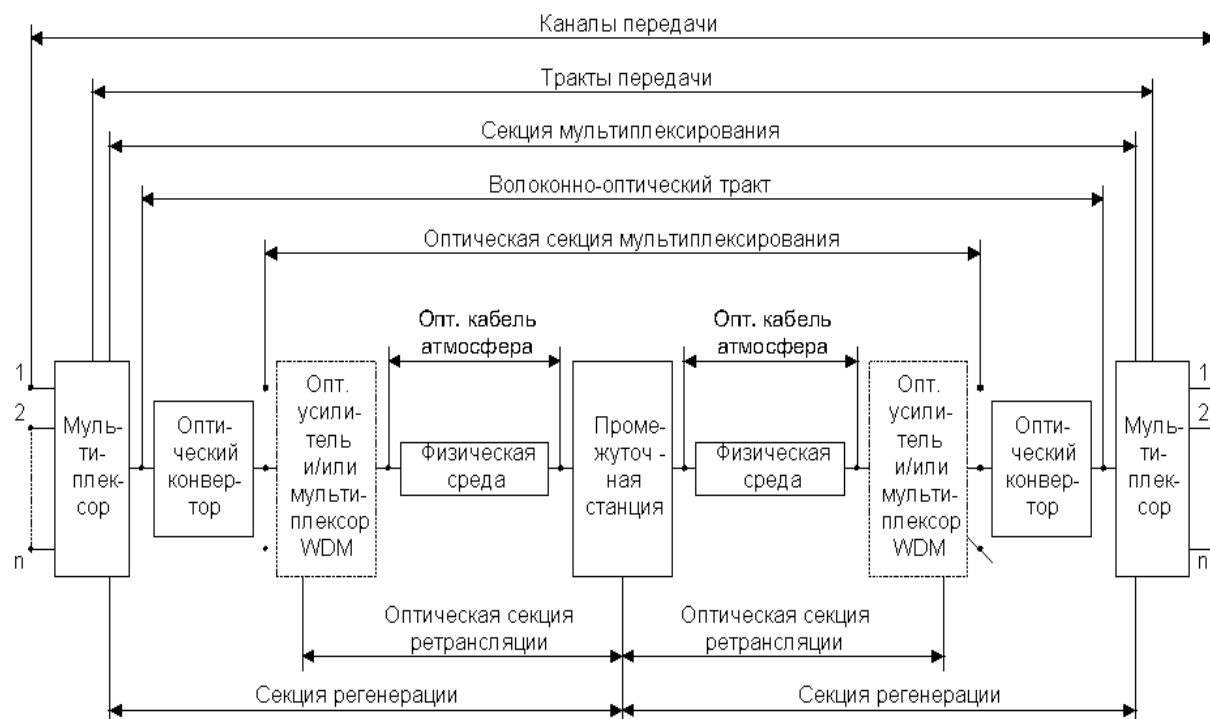 Каналы передачи
Тракты передачи
Секция мультиплексирования
Волоконно-оптический тракт
Оптическая секция мультиплексирования
Опт. кабель
атмосфера
Опт. кабель
атмосфера
1
2
n
Муль-
ти-
плек-
сор
Опти-
ческий
конвер-
тор
Опт.
усили-
тель
и/или
мульти-
плексор
WDM
Физическая
среда
Проме-
жуточ -
ная
станция
Физическая
среда
Опт.
усили-
тель
и/или
мульти-
плексор
WDM
Опти-
ческий
конвер-
тор
Муль-
ти-
плек-
сор
1
2
n
Оптическая секция
ретрансляции
Оптическая секция
ретрансляции
Секция регенерации
Секция регенерации